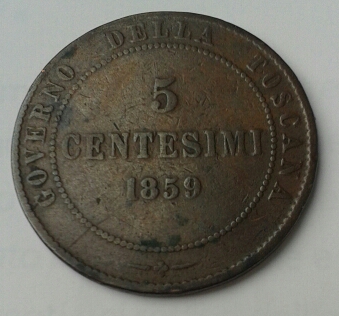 GOVERNO DELLA TOSCANA
5
CENTESIMI
1859